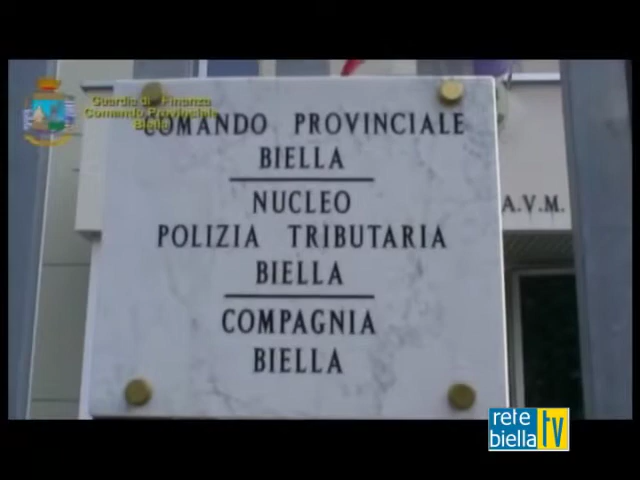 Guardia di Finanza
Comando Provinciale
Biella
COMANDO PROVINCIALE
BIELLA
NUCLEO
POLIZIA TRIBUTARIA
BIELLA
COMPAGNIA
BIELLA
A.V.M.
rete
biella tv